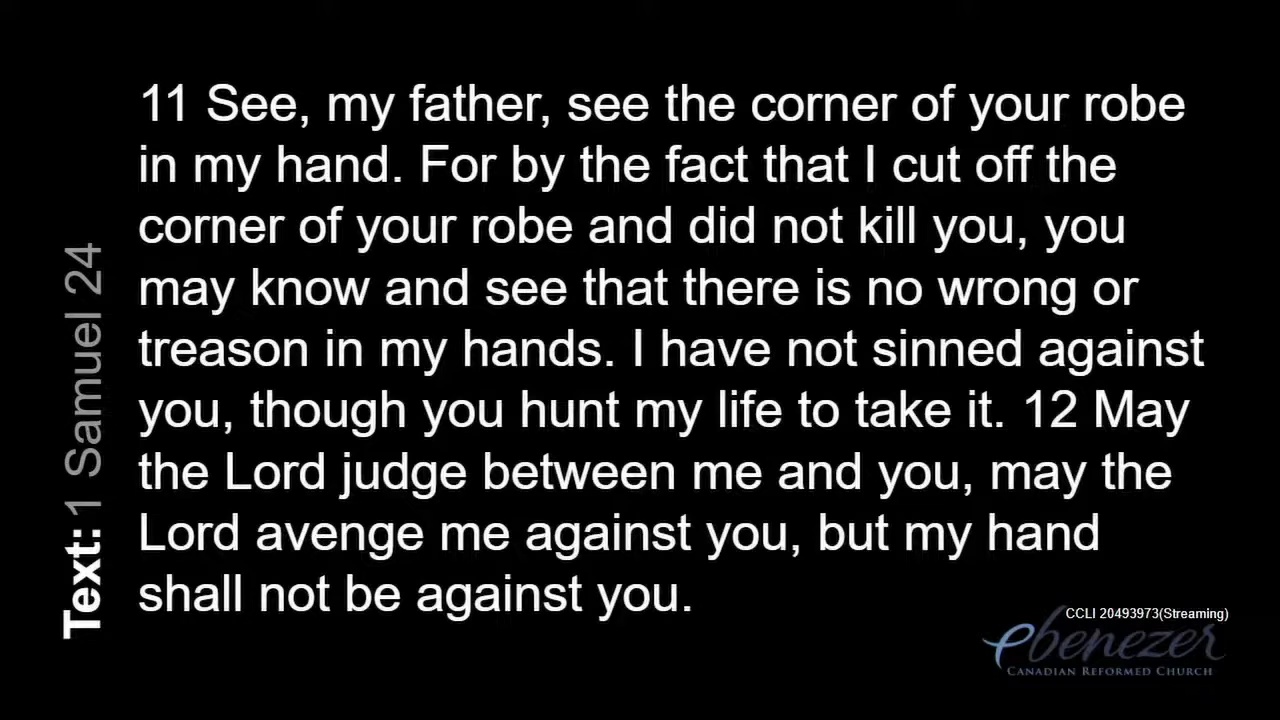 Text: 1 Samuel 24
11 See, my father, see the corner of your robe
in my hand. For by the fact that I cut off the
corner of your robe and did not kill you, you
may know and see that there is no wrong or
treason in my hands. I have not sinned against
you, though you hunt my life to take it. 12 May
the Lord judge between me and you, may the
Lord avenge me against you, but my hand
shall not be against you.
CCLI 20493973(Streaming)
ebenezer
CANADIAN REFORMED CHURCH